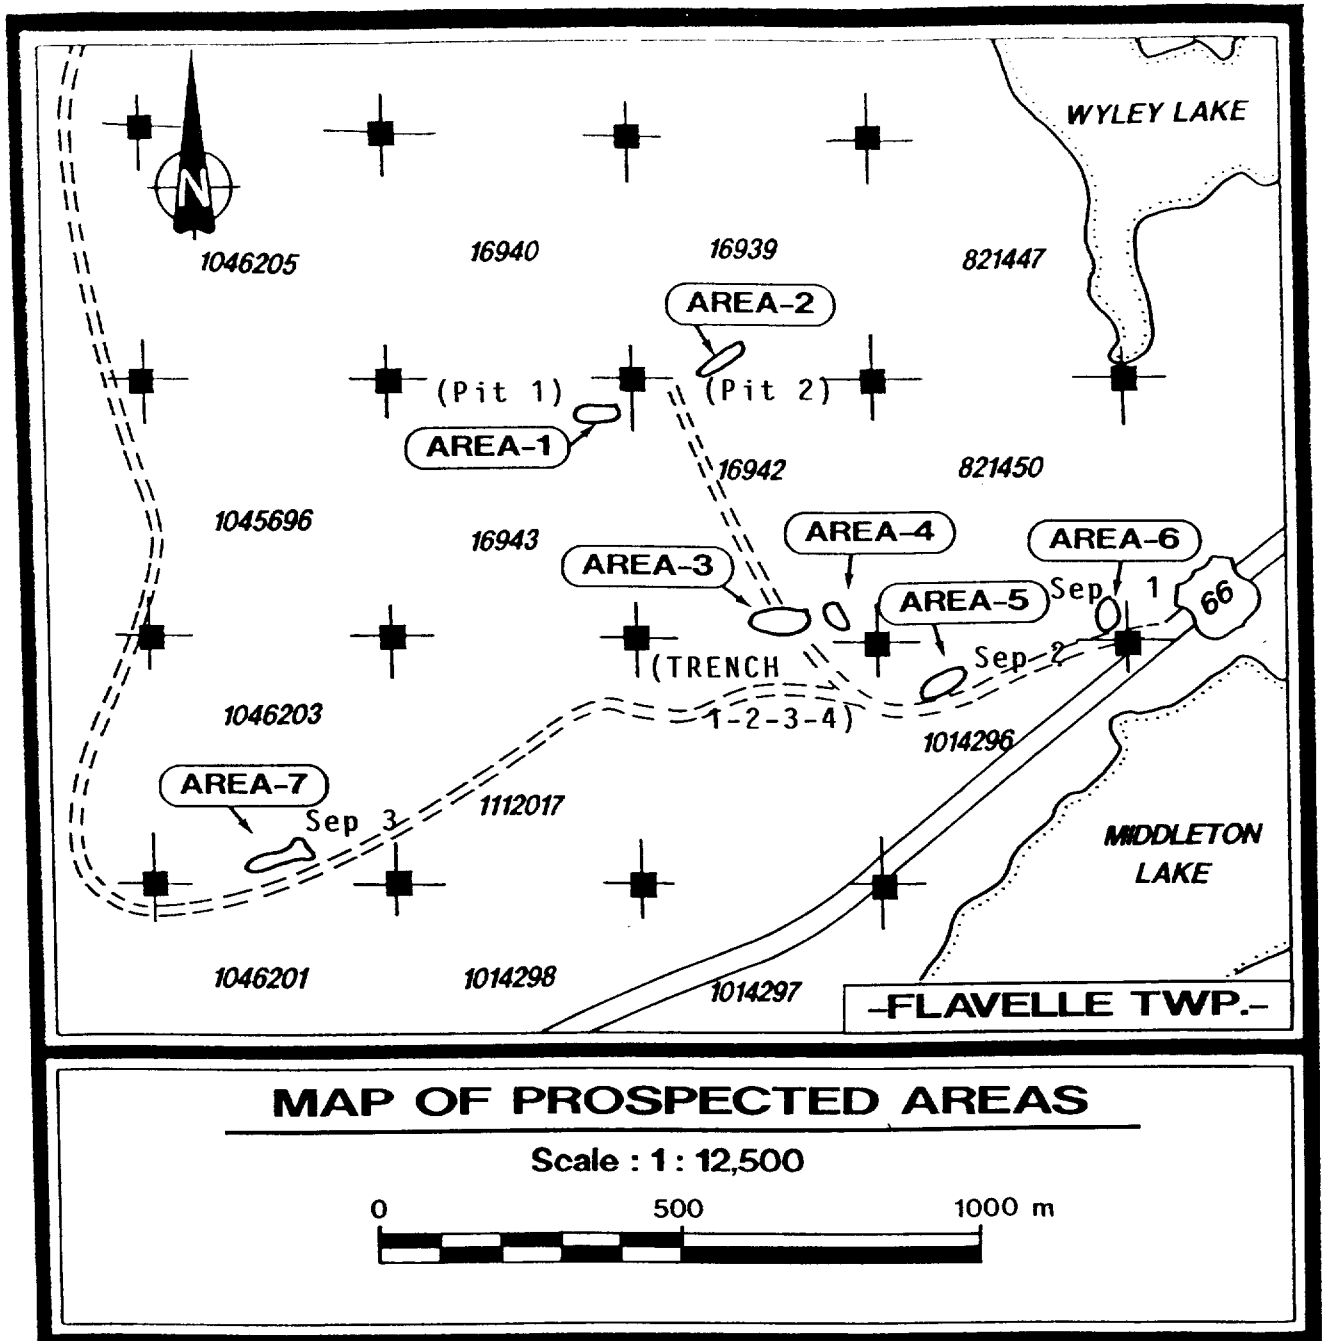 WYLEY LAKE
N
1046205
16940
16939
821447
AREA-2
(Pit 1)
(Pit 2)
AREA-1
16942
821450
1045696
16943
AREA-4
AREA-6
AREA-3
Sep 1
66
AREA-5
Sep 2
(TRENCH
1-2-3-4)
1046203
1014296
AREA-7
Sep 3
1112017
MIDDLETON
LAKE
1046201
1014298
1014297
-FLAVELLE TWP.-
MAP OF PROSPECTED AREAS
Scale : 1 : 12,500
0 500 1000 m